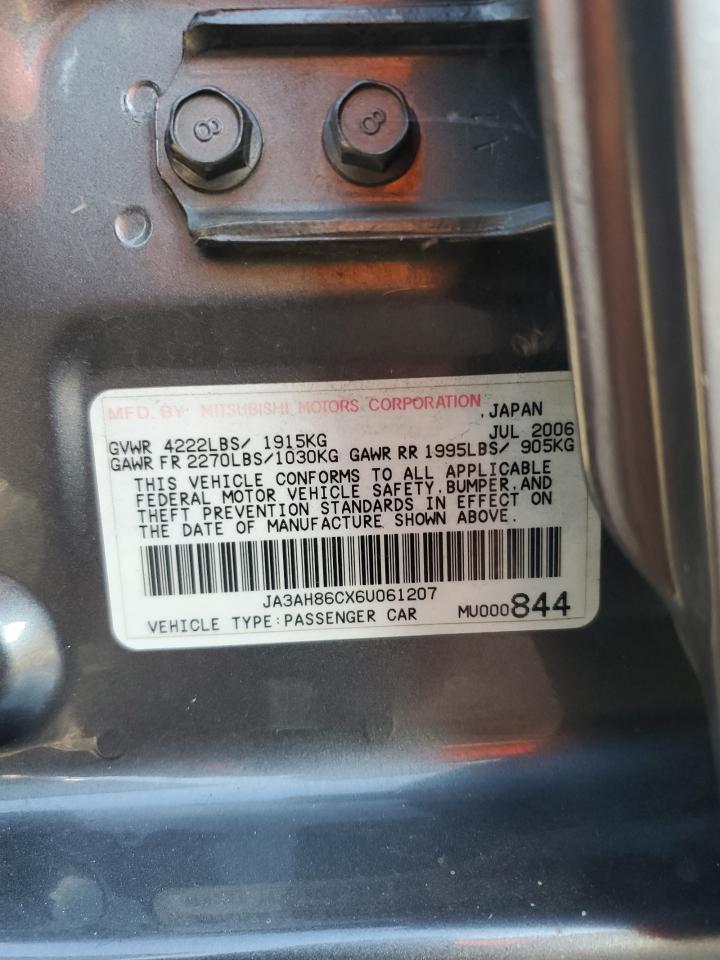 8 8
MFD. BY MITSUBISHI MOTORS CORPORATION , JAPAN
GVWR 4222LBS/ 1915KG JUL 2006
GAWR FR 2270LBS/1030KG GAWR RR 1995LBS/ 905KG
THIS VEHICLE CONFORMS TO ALL APPLICABLE
FEDERAL MOTOR VEHICLE SAFETY, BUMPER, AND
THEFT PREVENTION STANDARDS IN EFFECT ON
THE DATE OF MANUFACTURE SHOWN ABOVE.
JA3AH86CX6U061207
VEHICLE TYPE:PASSENGER CAR MU000844